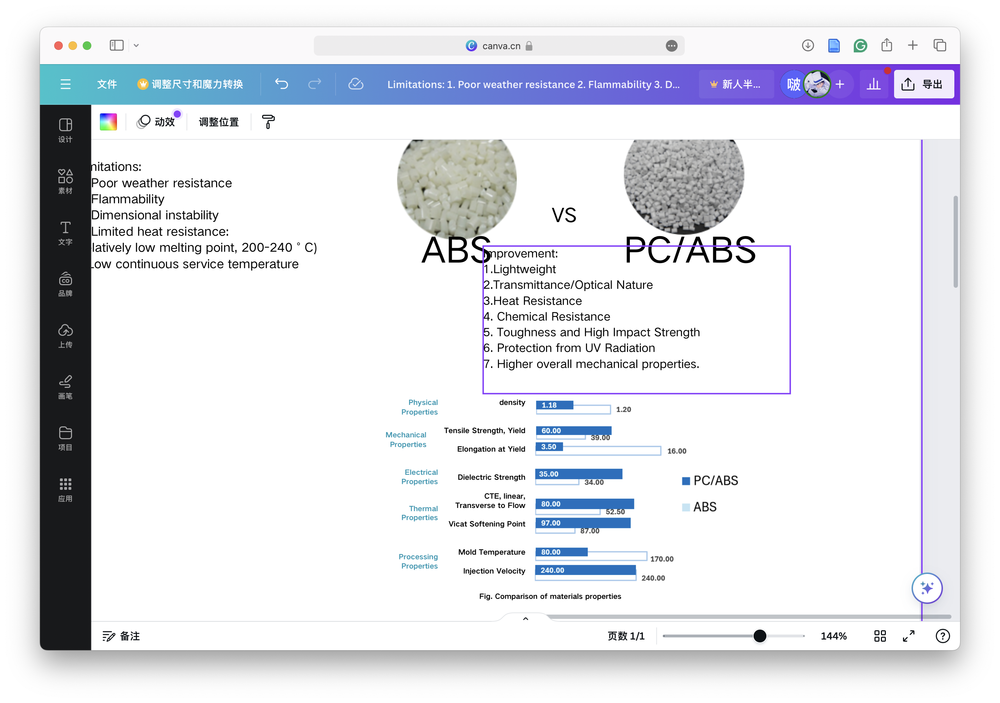 canva.cn
文件
调整尺寸和魔力转换
Limitations: 1. Poor weather resistance 2. Flammability 3. D...
新人半...
啵
导出
动效
调整位置
设计
素材
文字
品牌
上传
画笔
项目
应用
mitations:
Poor weather resistance
Flammability
Dimensional instability
Limited heat resistance:
latively low melting point, 200-240 ° C)
Low continuous service temperature
VS
ABS
PC/ABS
Improvement:
1.Lightweight
2.Transmittance/Optical Nature
3.Heat Resistance
4. Chemical Resistance
5. Toughness and High Impact Strength
6. Protection from UV Radiation
7. Higher overall mechanical properties.
Physical
Properties
density
1.18
1.20
Mechanical
Properties
Tensile Strength, Yield
60.00
39.00
Elongation at Yield
3.50
16.00
Electrical
Properties
Dielectric Strength
35.00
34.00
Thermal
Properties
CTE, linear,
Transverse to Flow
80.00
52.50
Vicat Softening Point
97.00
87.00
PC/ABS
ABS
Processing
Properties
Mold Temperature
80.00
170.00
Injection Velocity
240.00
240.00
Fig. Comparison of materials properties
备注
页数 1/1
144%